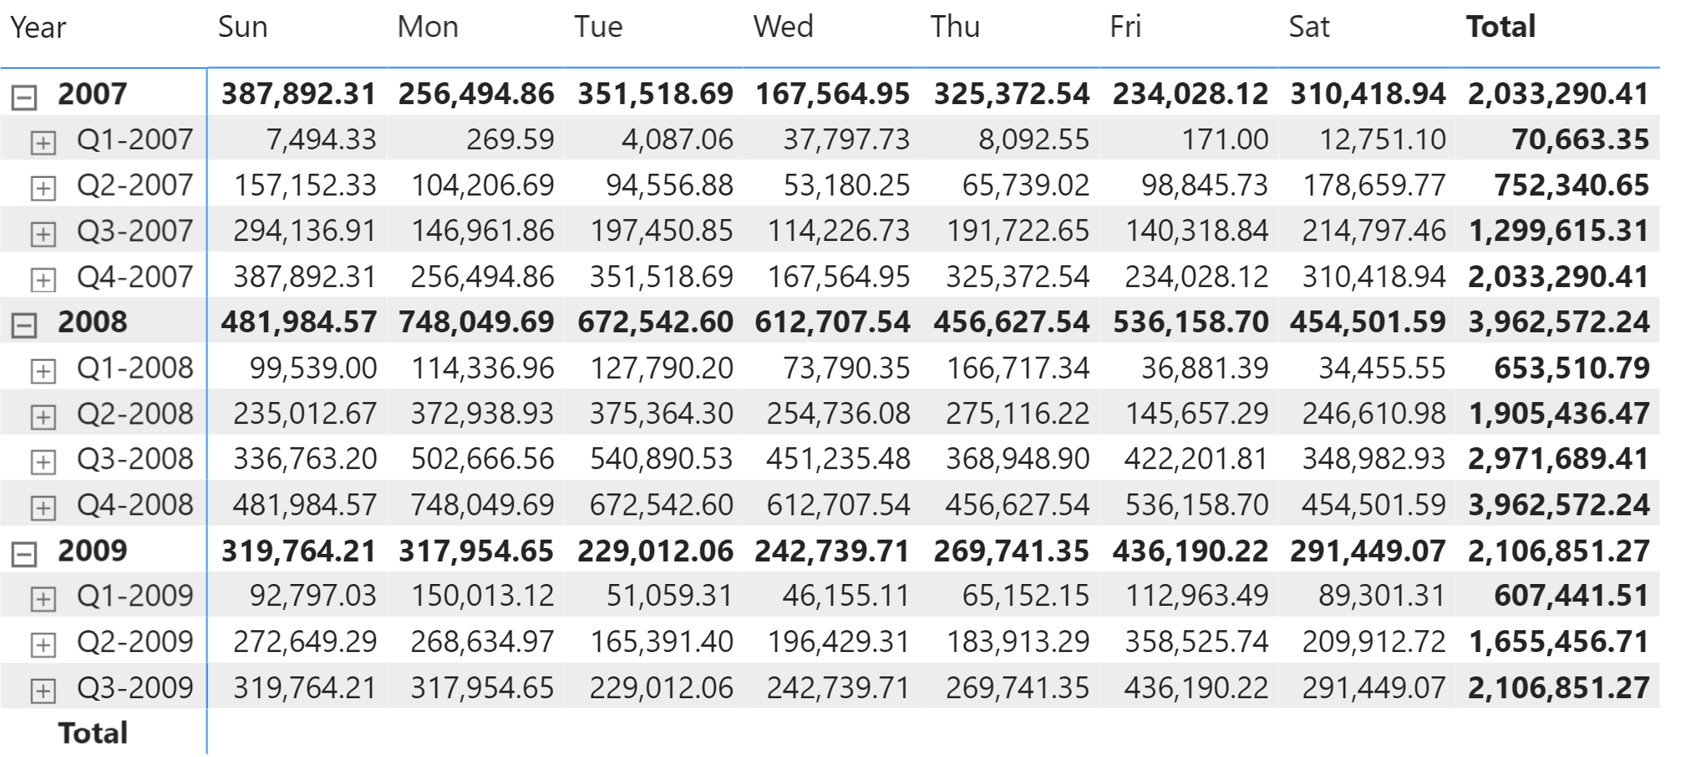 Year Sun Mon Tue Wed Thu Fri Sat Total
2007 387,892.31 256,494.86 351,518.69 167,564.95 325,372.54 234,028.12 310,418.94 2,033,290.41
Q1-2007 7,494.33 269.59 4,087.06 37,797.73 8,092.55 171.00 12,751.10 70,663.35
Q2-2007 157,152.33 104,206.69 94,556.88 53,180.25 65,739.02 98,845.73 178,659.77 752,340.65
Q3-2007 294,136.91 146,961.86 197,450.85 114,226.73 191,722.65 140,318.84 214,797.46 1,299,615.31
Q4-2007 387,892.31 256,494.86 351,518.69 167,564.95 325,372.54 234,028.12 310,418.94 2,033,290.41
2008 481,984.57 748,049.69 672,542.60 612,707.54 456,627.54 536,158.70 454,501.59 3,962,572.24
Q1-2008 99,539.00 114,336.96 127,790.20 73,790.35 166,717.34 36,881.39 34,455.55 653,510.79
Q2-2008 235,012.67 372,938.93 375,364.30 254,736.08 275,116.22 145,657.29 246,610.98 1,905,436.47
Q3-2008 336,763.20 502,666.56 540,890.53 451,235.48 368,948.90 422,201.81 348,982.93 2,971,689.41
Q4-2008 481,984.57 748,049.69 672,542.60 612,707.54 456,627.54 536,158.70 454,501.59 3,962,572.24
2009 319,764.21 317,954.65 229,012.06 242,739.71 269,741.35 436,190.22 291,449.07 2,106,851.27
Q1-2009 92,797.03 150,013.12 51,059.31 46,155.11 65,152.15 112,963.49 89,301.31 607,441.51
Q2-2009 272,649.29 268,634.97 165,391.40 196,429.31 183,913.29 358,525.74 209,912.72 1,655,456.71
Q3-2009 319,764.21 317,954.65 229,012.06 242,739.71 269,741.35 436,190.22 291,449.07 2,106,851.27
Total